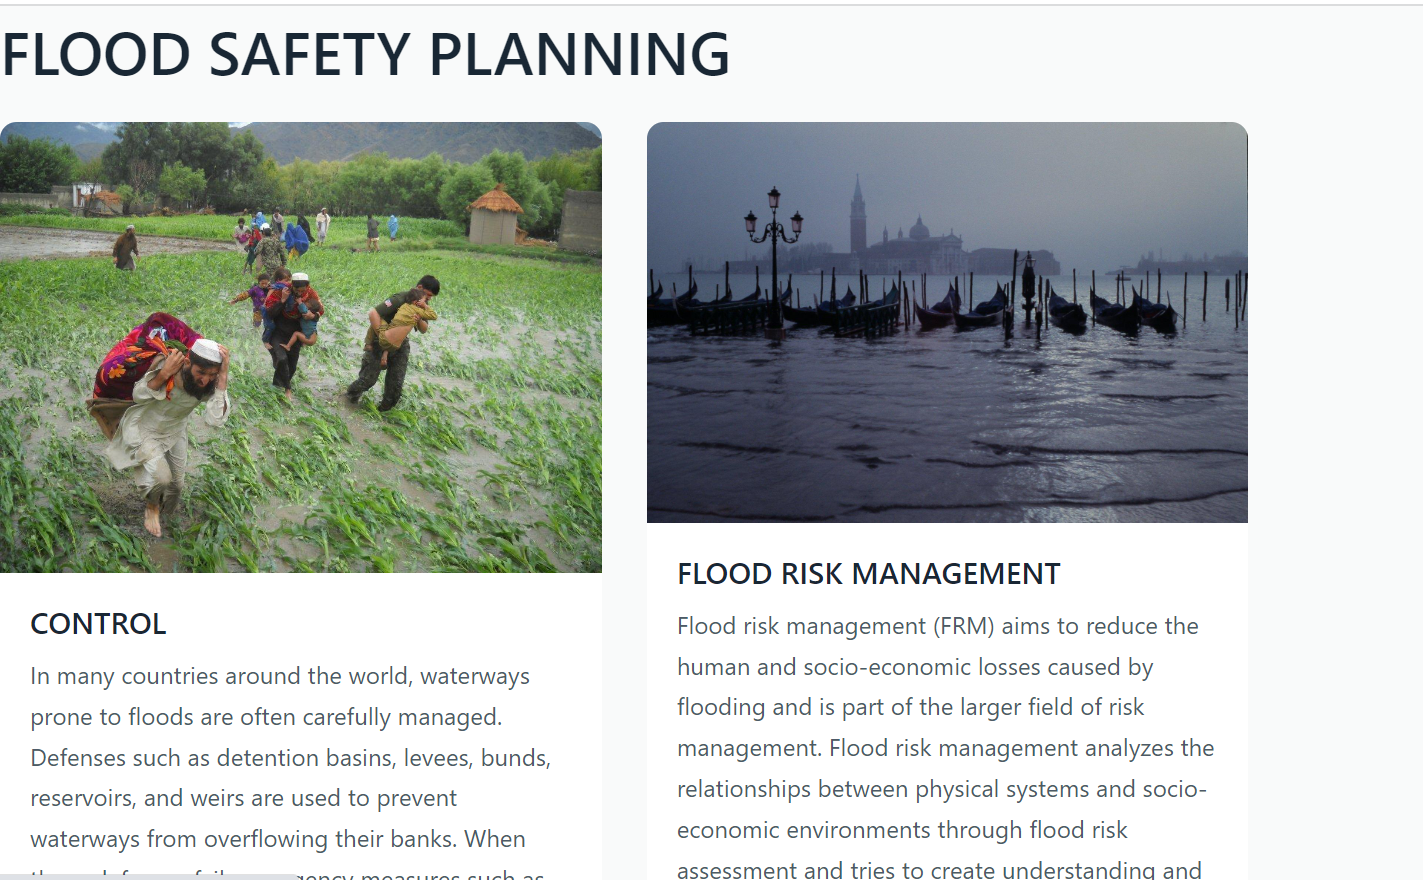 FLOOD SAFETY PLANNING
CONTROL
In many countries around the world, waterways
prone to floods are often carefully managed.
Defenses such as detention basins, levees, bunds,
reservoirs, and weirs are used to prevent
waterways from overflowing their banks. When
measures such as
FLOOD RISK MANAGEMENT
Flood risk management (FRM) aims to reduce the
human and socio-economic losses caused by
flooding and is part of the larger field of risk
management. Flood risk management analyzes the
relationships between physical systems and socio-
economic environments through flood risk
assessment and tries to create understanding and